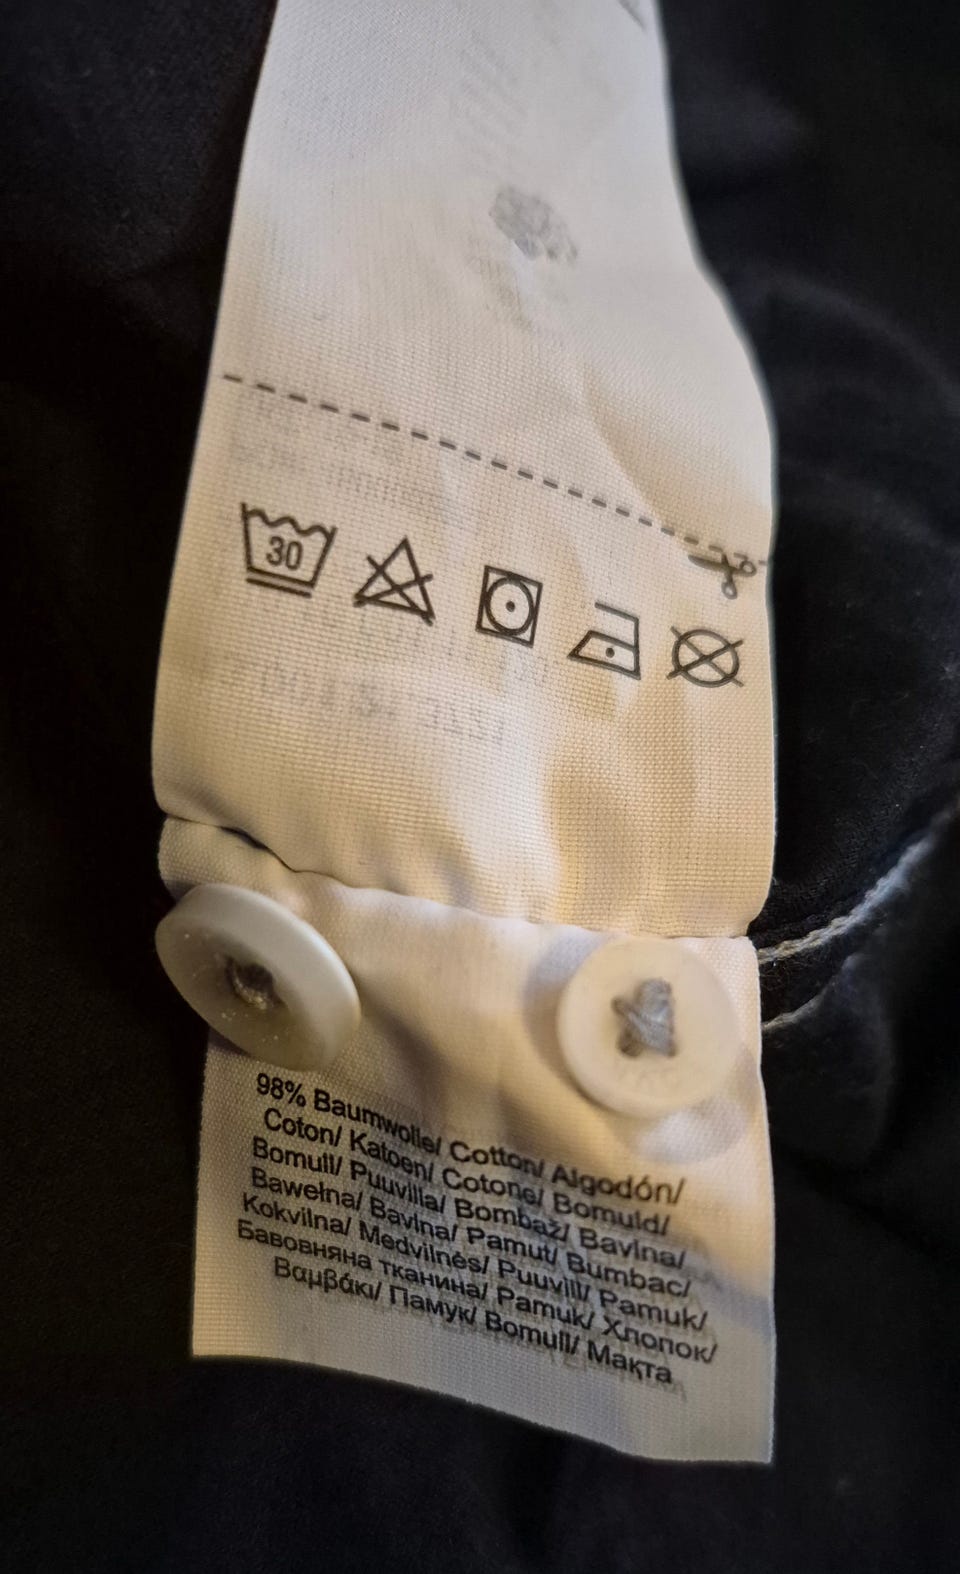 30
98% Baumwolle/ Cotton/ Algodón/
Coton/ Katoen/ Cotone/ Bomuld/
Bomull/ Puuvilla/ Bombaž/ Bavlna/
Bawełna/ Bavlna/ Pamut/ Bumbac/
Kokvilna/ Medvilnės/ Puuvill/ Pamuk/
Бавовняна тканина/ Pamuk/ Хлопок/
Βαμβάκι/ Памук/ Bomull/ Мақта